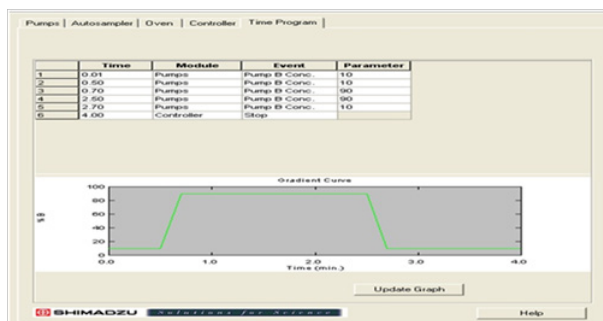 Pumps | Autosampler | Oven | Controller | Time Program
Time Module Event Parameter
1 0.01 Pumps Pump B Conc. 10
2 0.50 Pumps Pump B Conc. 10
3 0.70 Pumps Pump B Conc. 90
4 2.50 Pumps Pump B Conc. 90
5 2.70 Pumps Pump B Conc. 10
6 4.00 Controller Stop
Gradient Curve
100
80
60
40
20
0
%B
0.0 1.0 2.0 3.0 4.0
Time (min.)
Update Graph
SHIMADZU Solutions for Science Help